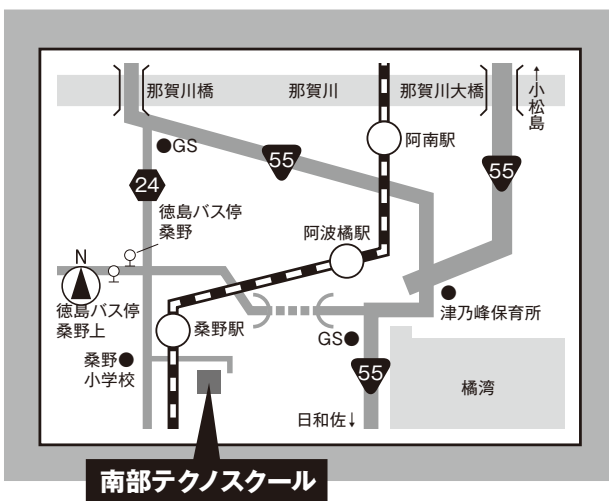 那賀川橋
那賀川
那賀川大橋
↑小松島
GS
阿南駅
55
55
24
徳島バス停
桑野
阿波橘駅
N
徳島バス停
桑野上
津乃峰保育所
桑野駅
GS
桑野
小学校
55
橘湾
日和佐↓
南部テクノスクール